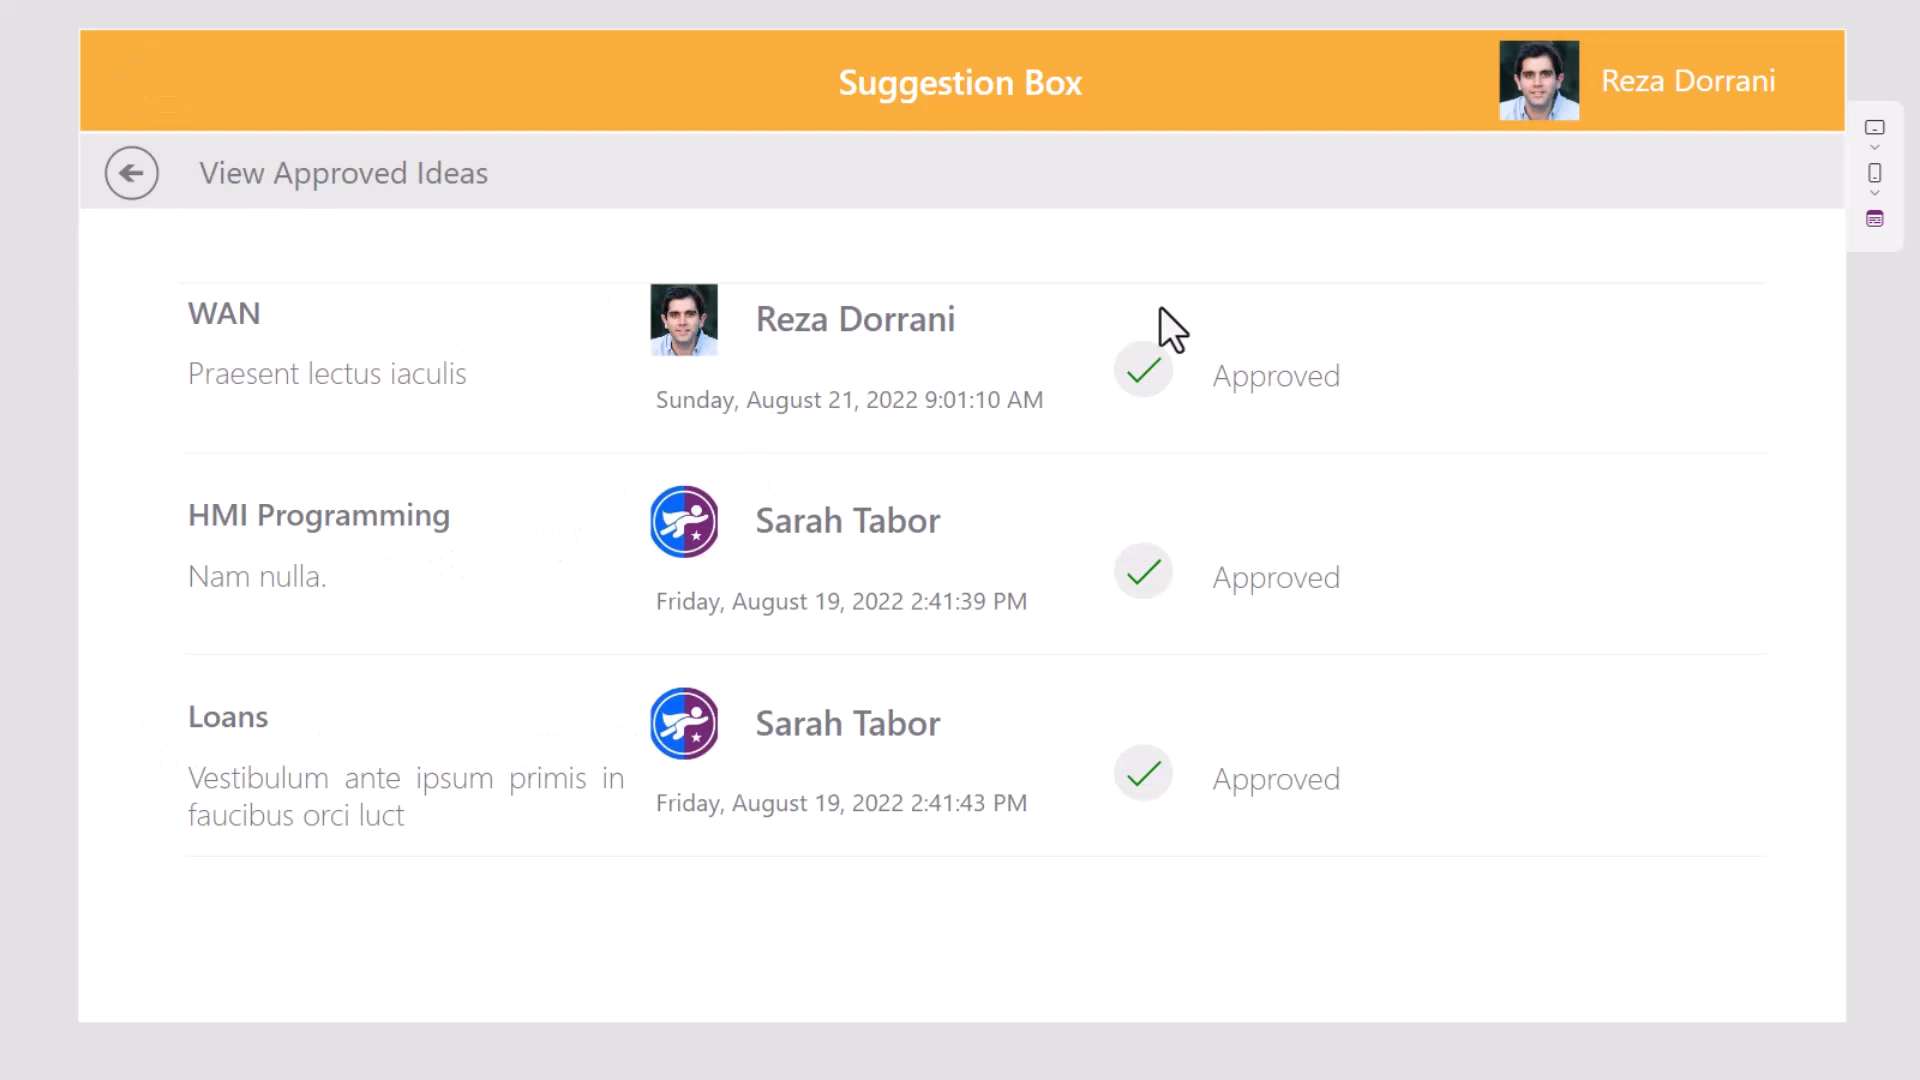 Suggestion Box
Reza Dorrani
View Approved Ideas
WAN
Praesent lectus iaculis
Reza Dorrani
Sunday, August 21, 2022 9:01:10 AM
Approved
HMI Programming
Nam nulla.
Sarah Tabor
Friday, August 19, 2022 2:41:39 PM
Approved
Loans
Vestibulum ante ipsum primis in
faucibus orci luct
Sarah Tabor
Friday, August 19, 2022 2:41:43 PM
Approved